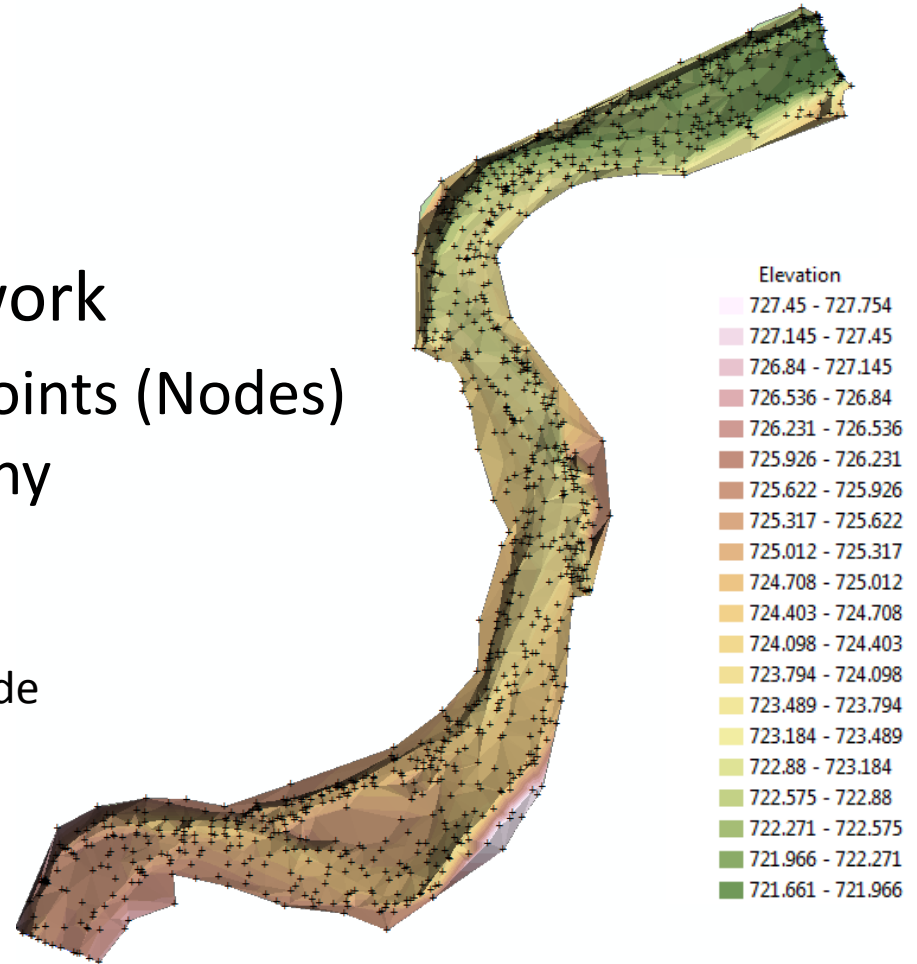 work
oints (Nodes)
ny
de
Elevation
727.45 - 727.754
727.145 - 727.45
726.84 - 727.145
726.536 - 726.84
726.231 - 726.536
725.926 - 726.231
725.622 - 725.926
725.317 - 725.622
725.012 - 725.317
724.708 - 725.012
724.403 - 724.708
724.098 - 724.403
723.794 - 724.098
723.489 - 723.794
723.184 - 723.489
722.88 - 723.184
722.575 - 722.88
722.271 - 722.575
721.966 - 722.271
721.661 - 721.966